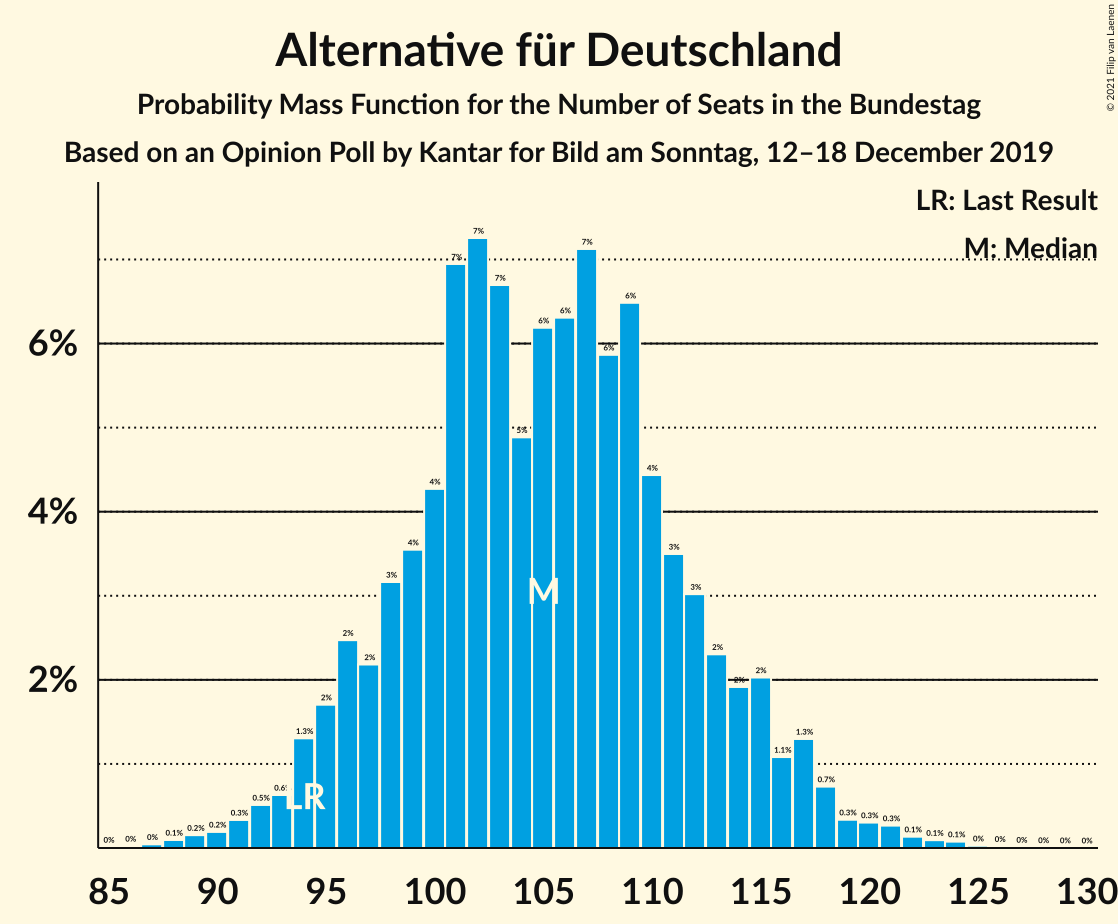 Alternative für Deutschland
Probability Mass Function for the Number of Seats in the Bundestag
Based on an Opinion Poll by Kantar for Bild am Sonntag, 12–18 December 2019
© 2021 Filip van Laenen
LR: Last Result
M: Median
6%
4%
2%
0% 0% 0% 0.1% 0.2% 0.2% 0.3% 0.5% 0.6% 1.3% 2% 2% 2% 3% 4% 4% 7% 7% 7% 5% 6% 6% 7% 6% 6% 4% 3% 3% 2% 2% 2% 1.1% 1.3% 0.7% 0.3% 0.3% 0.3% 0.1% 0.1% 0.1% 0% 0% 0% 0% 0% 0%
M
LR
85 90 95 100 105 110 115 120 125 130